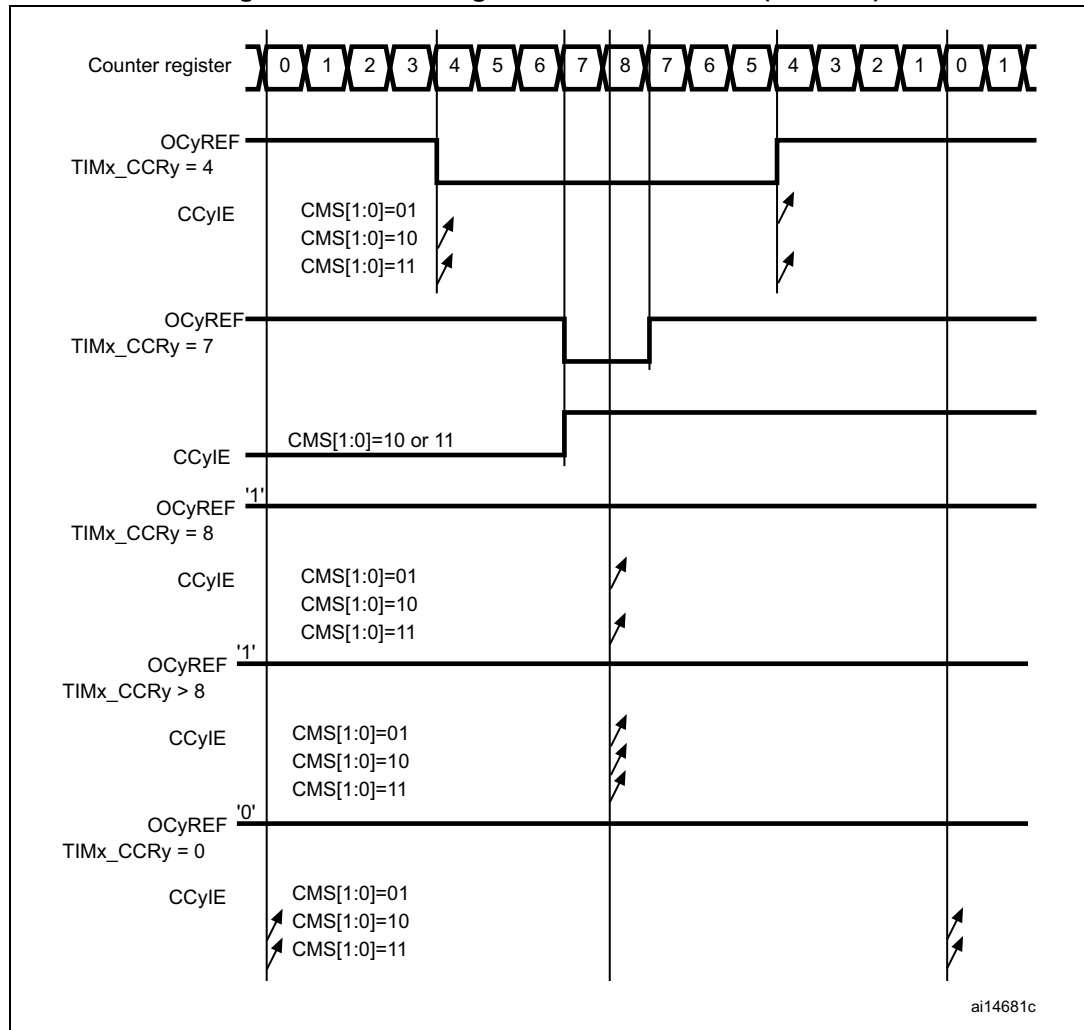 Counter register 0 1 2 3 4 5 6 7 8 7 6 5 4 3 2 1 0 1
OCyREF
TIMx_CCRy = 4
CCyIE
CMS[1:0]=01
CMS[1:0]=10
CMS[1:0]=11
OCyREF
TIMx_CCRy = 7
CMS[1:0]=10 or 11
CCyIE
'1'
OCyREF
TIMx_CCRy = 8
CCyIE
CMS[1:0]=01
CMS[1:0]=10
CMS[1:0]=11
'1'
OCyREF
TIMx_CCRy > 8
CCyIE
CMS[1:0]=01
CMS[1:0]=10
CMS[1:0]=11
'0'
OCyREF
TIMx_CCRy = 0
CCyIE
CMS[1:0]=01
CMS[1:0]=10
CMS[1:0]=11
ai14681c